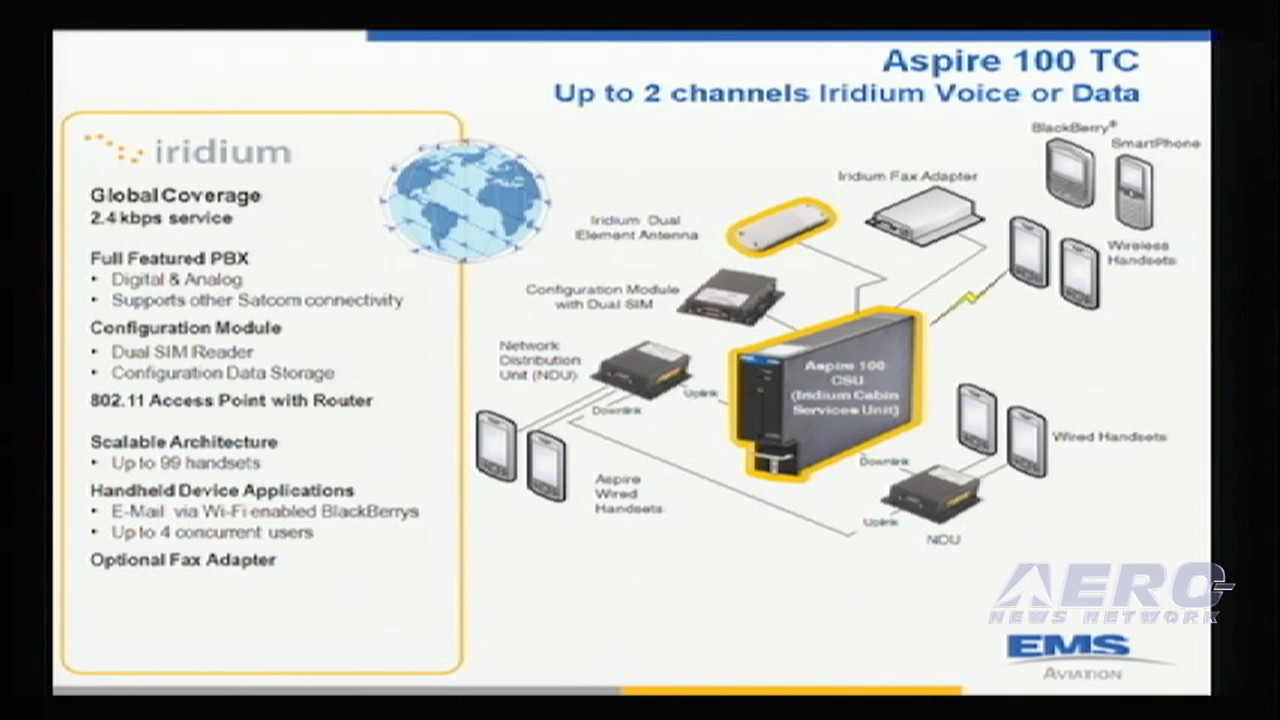 Aspire 100 TC
Up to 2 channels Iridium Voice or Data
iridium
Global Coverage
2.4 kbps service
Full Featured PBX
• Digital & Analog
• Supports other Satcom connectivity
Configuration Module
• Dual SIM Reader
• Configuration Data Storage
802.11 Access Point with Router
Scalable Architecture
• Up to 99 handsets
Handheld Device Applications
• E-Mail via Wi-Fi enabled BlackBerrys
• Up to 4 concurrent users
Optional Fax Adapter
BlackBerry®
SmartPhone
Iridium Fax Adapter
Iridium Dual
Element Antenna
Wireless
Handsets
Configuration Module
with Dual SIM
Network
Distribution
Unit (NDU)
Uplink
Downlink
Aspire 100
CSU
(Iridium Cabin
Services Unit)
Wired Handsets
Downlink
Aspire
Wired
Handsets
Uplink
NDU
AERO
NEWS NETWORK
EMS
AVIATION